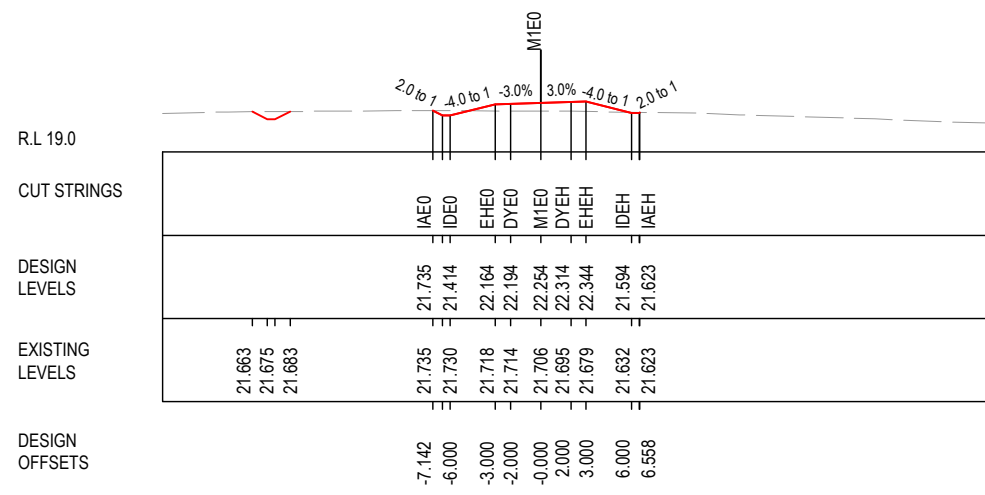 M1E0
2.0 to 1
-4.0 to 1
-3.0%
3.0%
-4.0 to 1
2.0 to 1
R.L 19.0
CUT STRINGS
IAE0
IDE0
EHE0
DYE0
M1E0
DYEH
EHEH
IDEH
IAEH
DESIGN
LEVELS
21.735
21.414
22.164
22.194
22.254
22.314
22.344
21.594
21.623
EXISTING
LEVELS
21.663
21.675
21.683
21.735
21.730
21.718
21.714
21.706
21.695
21.679
21.632
21.623
DESIGN
OFFSETS
-7.142
-6.000
-3.000
-2.000
-0.000
2.000
3.000
6.000
6.558